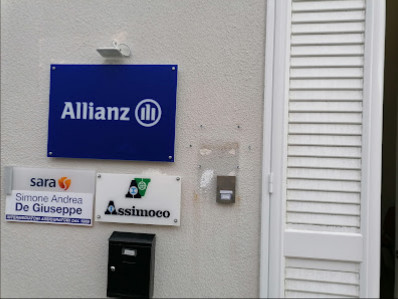 Allianz
sara
Simone Andrea
De Giuseppe
Assimoco